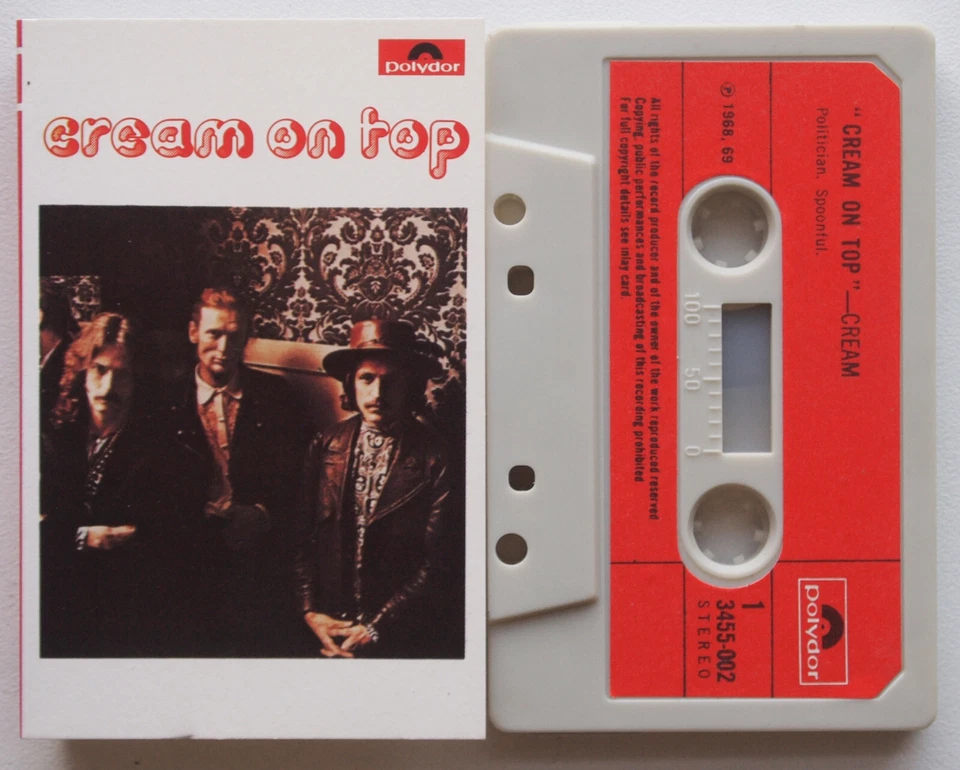 polydor
cream on top
"CREAM ON TOP"—CREAM
Politician. Spoonful.
℗ 1968. 69
100 50 0
All rights of the record producer and of the owner of the work reproduced reserved
Copying, public performances and broadcasting of this recording prohibited
For full copyright details see inlay card.
polydor
1
3455-002
STEREO